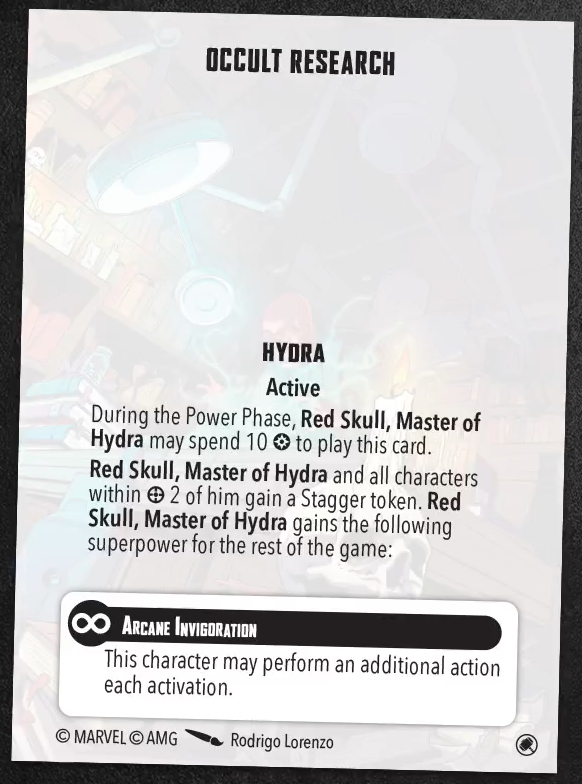 OCCULT RESEARCH
HYDRA
Active
During the Power Phase, Red Skull, Master of
Hydra may spend 10 to play this card.
Red Skull, Master of Hydra and all characters
within 2 of him gain a Stagger token. Red
Skull, Master of Hydra gains the following
superpower for the rest of the game:
ARCANE INVIGORATION
This character may perform an additional action
each activation.
© MARVEL © AMG Rodrigo Lorenzo